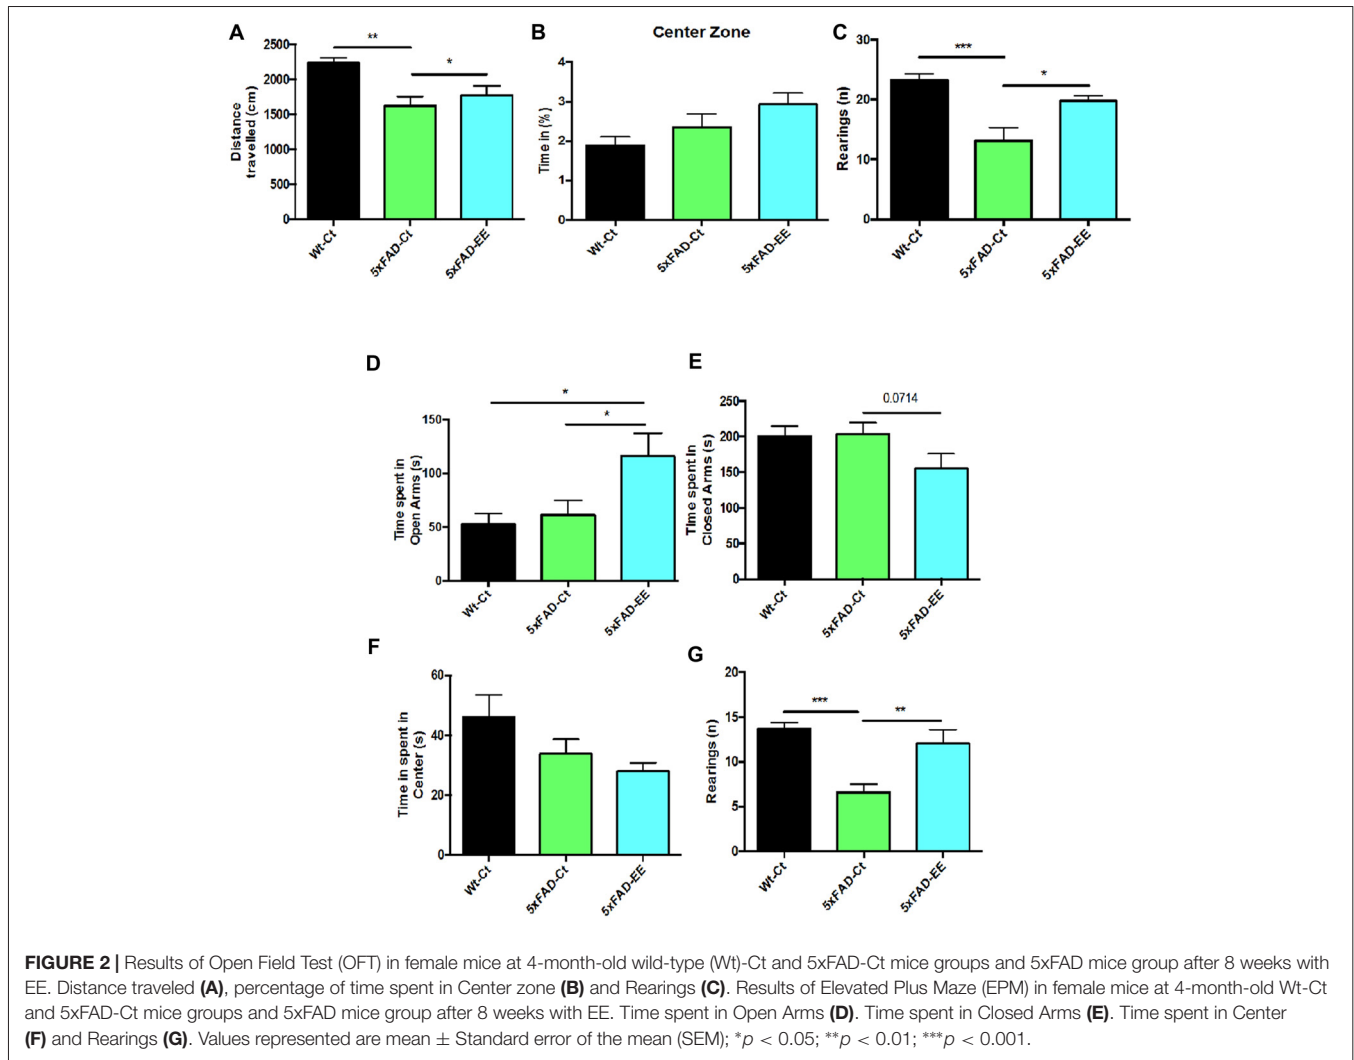 A
2500
2000
1500
1000
500
0
Distance
travelled (cm)
**
*
Wt-Ct
5xFAD-Ct
5xFAD-EE
B
Center Zone
4
3
2
1
0
Time in (%)
Wt-Ct
5xFAD-Ct
5xFAD-EE
C
30
20
10
0
Rearings (n)
***
*
Wt-Ct
5xFAD-Ct
5xFAD-EE
D
150
100
50
0
Time spent in
Open Arms (s)
*
*
Wt-Ct
5xFAD-Ct
5xFAD-EE
E
250
200
150
100
50
0
Time spent in
Closed Arms (s)
0.0714
Wt-Ct
5xFAD-Ct
5xFAD-EE
F
60
40
20
0
Time in spent in
Center (s)
Wt-Ct
5xFAD-Ct
5xFAD-EE
G
20
15
10
5
0
Rearings (n)
***
**
Wt-Ct
5xFAD-Ct
5xFAD-EE
FIGURE 2 | Results of Open Field Test (OFT) in female mice at 4-month-old wild-type (Wt)-Ct and 5xFAD-Ct mice groups and 5xFAD mice group after 8 weeks with
EE. Distance traveled (A), percentage of time spent in Center zone (B) and Rearings (C). Results of Elevated Plus Maze (EPM) in female mice at 4-month-old Wt-Ct
and 5xFAD-Ct mice groups and 5xFAD mice group after 8 weeks with EE. Time spent in Open Arms (D). Time spent in Closed Arms (E). Time spent in Center
(F) and Rearings (G). Values represented are mean ± Standard error of the mean (SEM); *p < 0.05; **p < 0.01; ***p < 0.001.